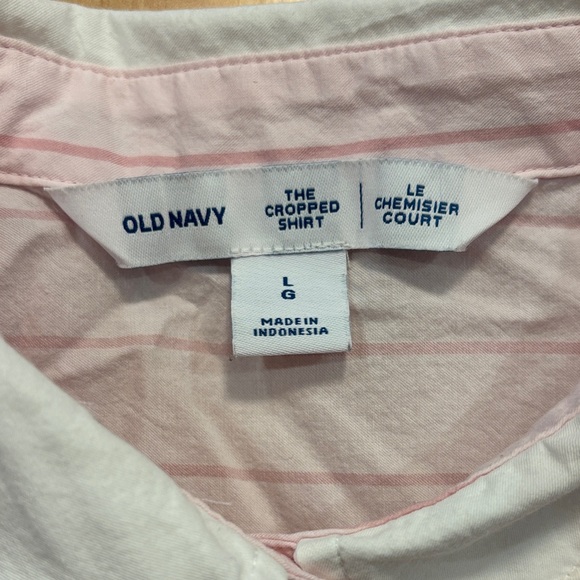 OLD NAVY
THE
CROPPED
SHIRT
LE
CHEMISIER
COURT
L
G
MADE IN
INDONESIA